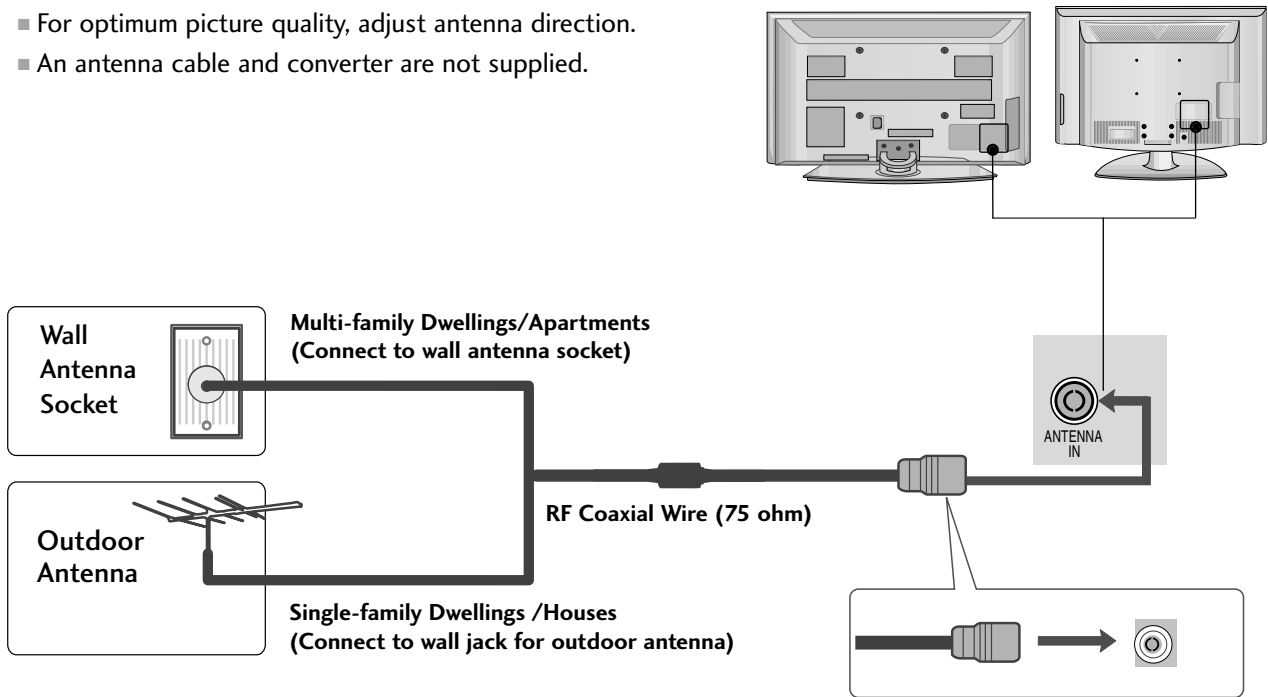 ■ For optimum picture quality, adjust antenna direction.
■ An antenna cable and converter are not supplied.
Wall
Antenna
Socket
Multi-family Dwellings/Apartments
(Connect to wall antenna socket)
ANTENNA
IN
RF Coaxial Wire (75 ohm)
Outdoor
Antenna
Single-family Dwellings /Houses
(Connect to wall jack for outdoor antenna)